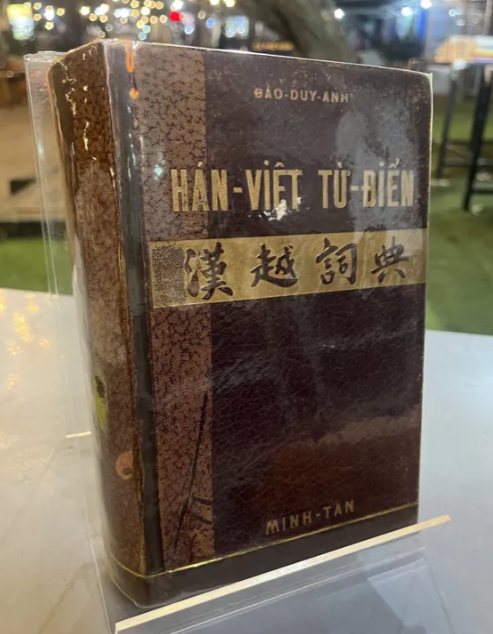 ĐÀO-DUY-ANH
HÁN-VIỆT TỪ-ĐIỂN
漢越詞典
MINH-TÂN